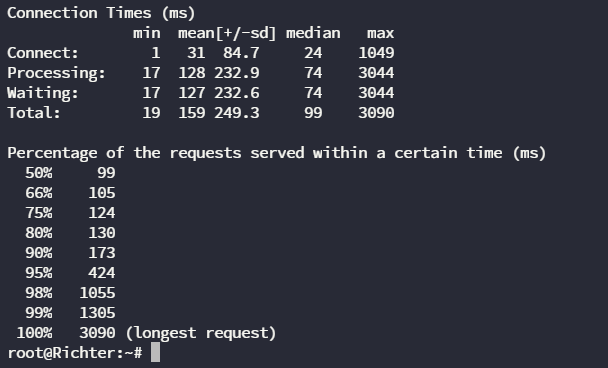 Connection Times (ms)
              min  mean[+/-sd] median   max
Connect:        1   31  84.7     24    1049
Processing:    17  128 232.9     74    3044
Waiting:       17  127 232.6     74    3044
Total:         19  159 249.3     99    3090

Percentage of the requests served within a certain time (ms)
  50%     99
  66%    105
  75%    124
  80%    130
  90%    173
  95%    424
  98%   1055
  99%   1305
 100%   3090 (longest request)
root@Richter:~#